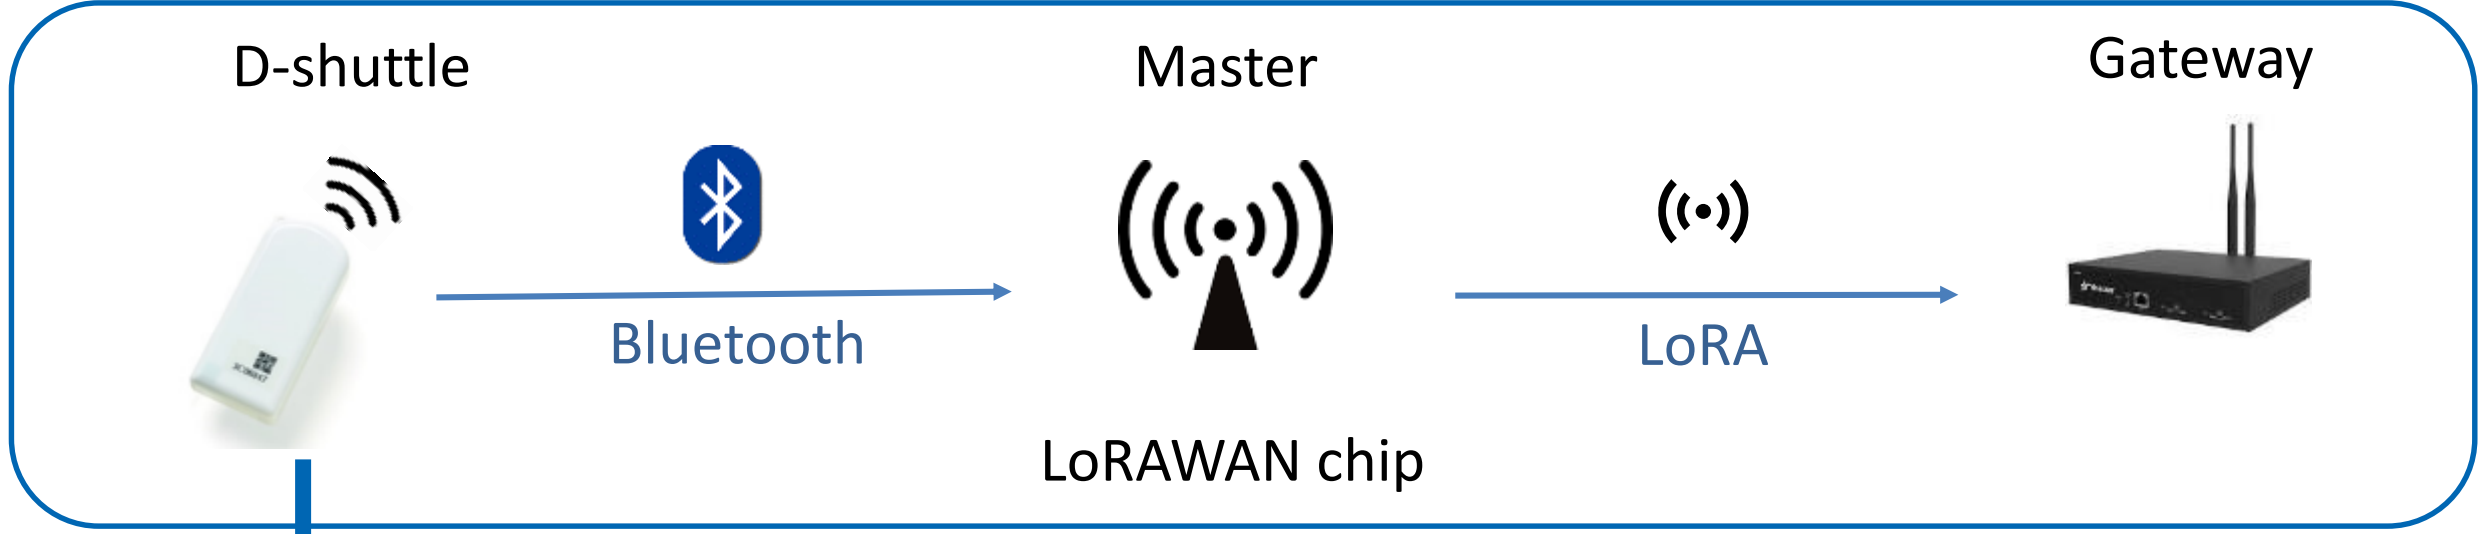 D-shuttle
Master
Gateway
Bluetooth
LoRA
LoRAWAN chip